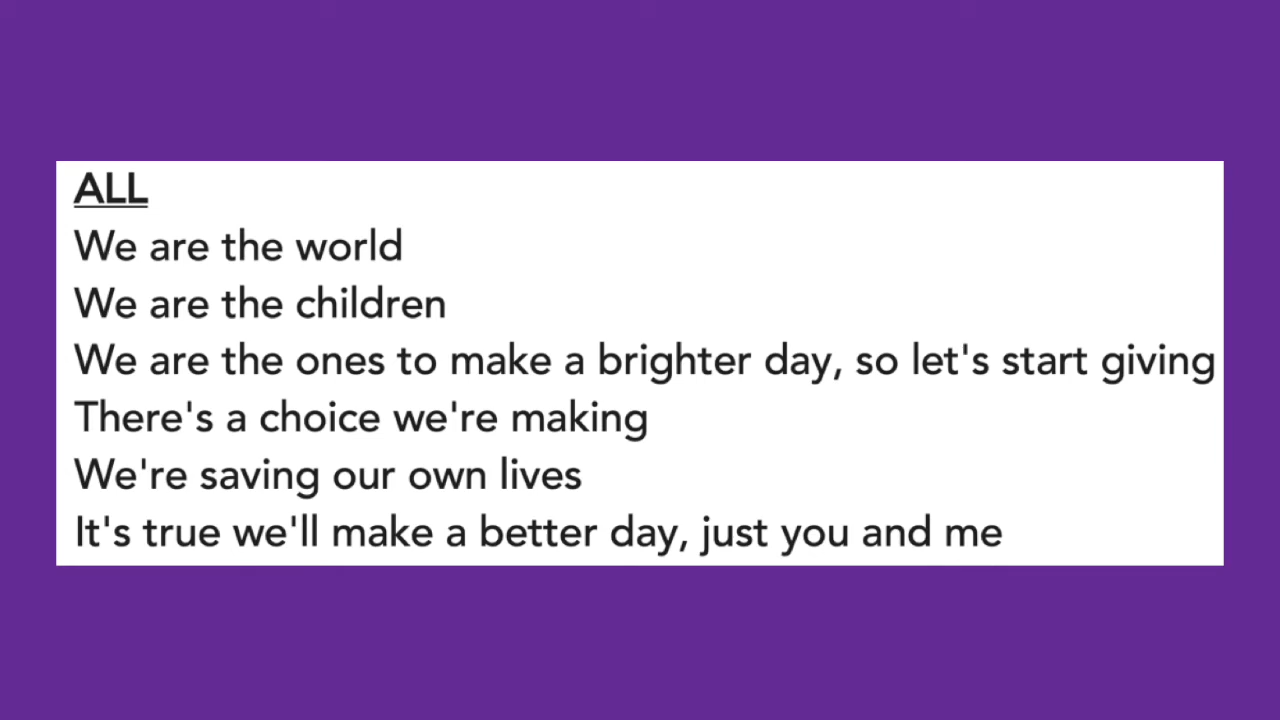 ALL
We are the world
We are the children
We are the ones to make a brighter day, so let's start giving
There's a choice we're making
We're saving our own lives
It's true we'll make a better day, just you and me